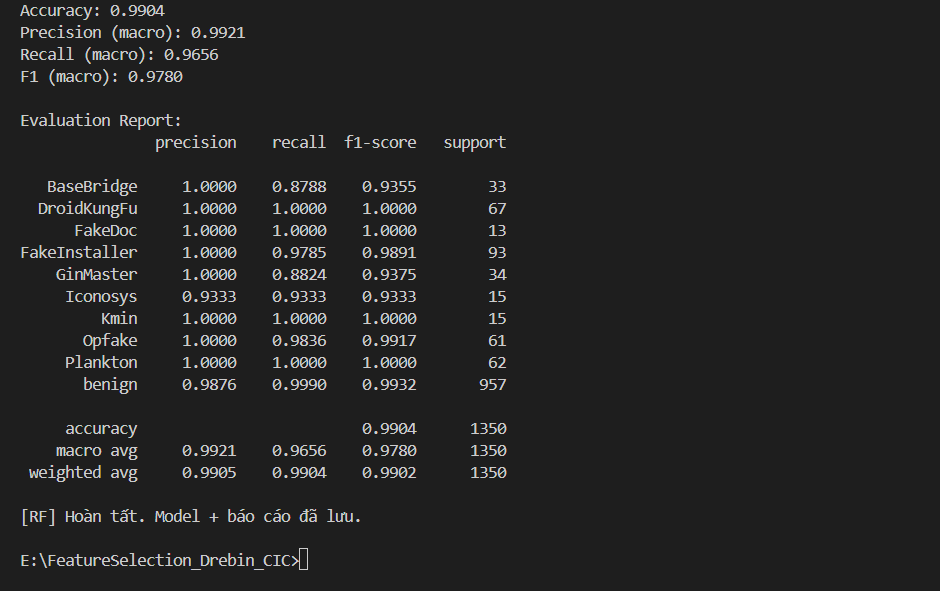 Accuracy: 0.9904
Precision (macro): 0.9921
Recall (macro): 0.9656
F1 (macro): 0.9780
Evaluation Report:
precision recall f1-score support
BaseBridge 1.0000 0.8788 0.9355 33
DroidKungFu 1.0000 1.0000 1.0000 67
FakeDoc 1.0000 1.0000 1.0000 13
FakeInstaller 1.0000 0.9785 0.9891 93
GinMaster 1.0000 0.8824 0.9375 34
Iconosys 0.9333 0.9333 0.9333 15
Kmin 1.0000 1.0000 1.0000 15
Opfake 1.0000 0.9836 0.9917 61
Plankton 1.0000 1.0000 1.0000 62
benign 0.9876 0.9990 0.9932 957
accuracy 0.9904 1350
macro avg 0.9921 0.9656 0.9780 1350
weighted avg 0.9905 0.9904 0.9902 1350
[RF] Hoàn tất. Model + báo cáo đã lưu.
E:\FeatureSelection_Drebin_CIC>